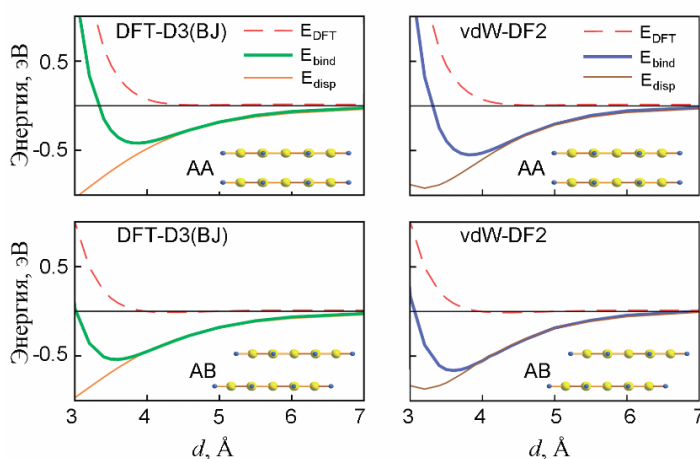 DFT-D3(BJ)
E_DFT
E_bind
E_disp
Энергия, эВ
0.5
-0.5
AA
vdW-DF2
E_DFT
E_bind
E_disp
AA
DFT-D3(BJ)
Энергия, эВ
0.5
-0.5
AB
3 4 5 6 7
d, Å
vdW-DF2
AB
3 4 5 6 7
d, Å